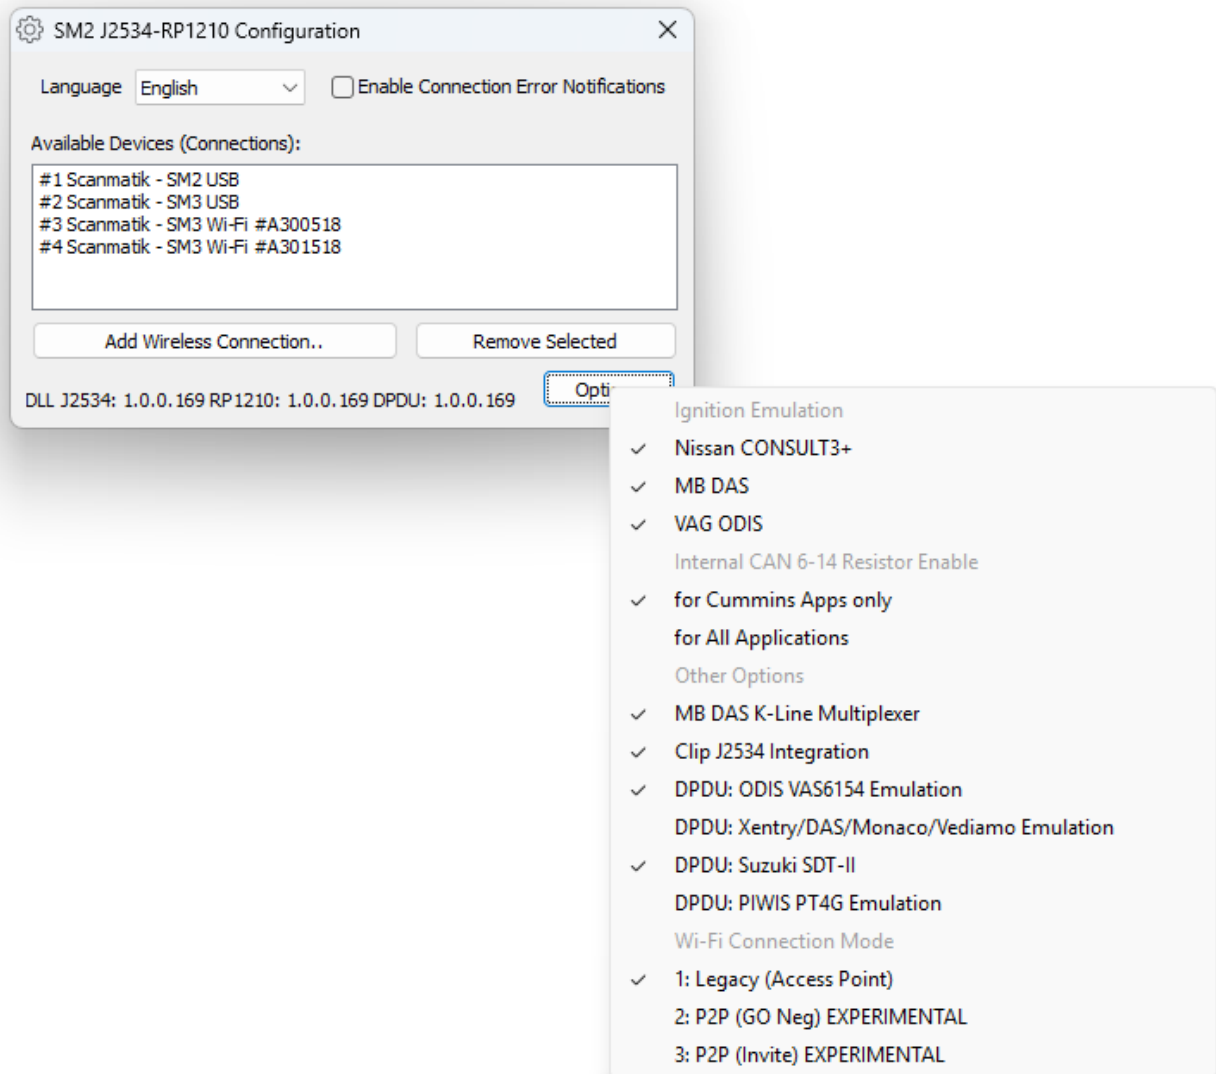 SM2 J2534-RP1210 Configuration
Language English Enable Connection Error Notifications
Available Devices (Connections):
#1 Scanmatik - SM2 USB
#2 Scanmatik - SM3 USB
#3 Scanmatik - SM3 Wi-Fi #A300518
#4 Scanmatik - SM3 Wi-Fi #A301518
Add Wireless Connection.. Remove Selected
DLL J2534: 1.0.0.169 RP1210: 1.0.0.169 DPDU: 1.0.0.169
Ignition Emulation
Nissan CONSULT3+
MB DAS
VAG ODIS
Internal CAN 6-14 Resistor Enable
for Cummins Apps only
for All Applications
Other Options
MB DAS K-Line Multiplexer
Clip J2534 Integration
DPDU: ODIS VAS6154 Emulation
DPDU: Xentry/DAS/Monaco/Vediamo Emulation
DPDU: Suzuki SDT-II
DPDU: PIWIS PT4G Emulation
Wi-Fi Connection Mode
1: Legacy (Access Point)
2: P2P (GO Neg) EXPERIMENTAL
3: P2P (Invite) EXPERIMENTAL